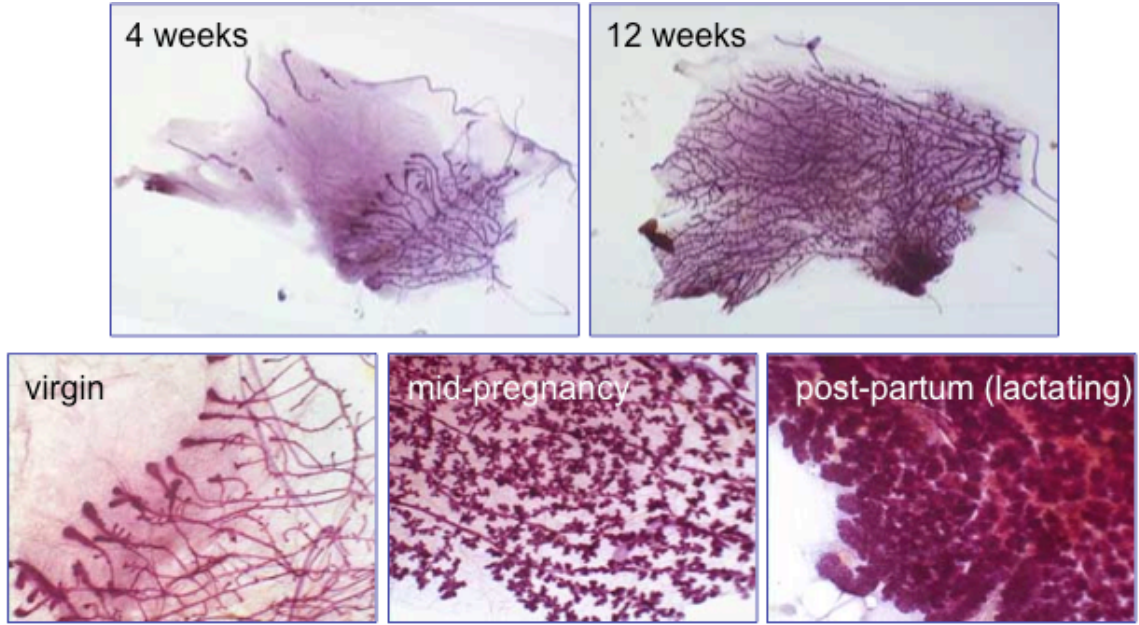 4 weeks
12 weeks
virgin
mid-pregnancy
post-partum (lactating)